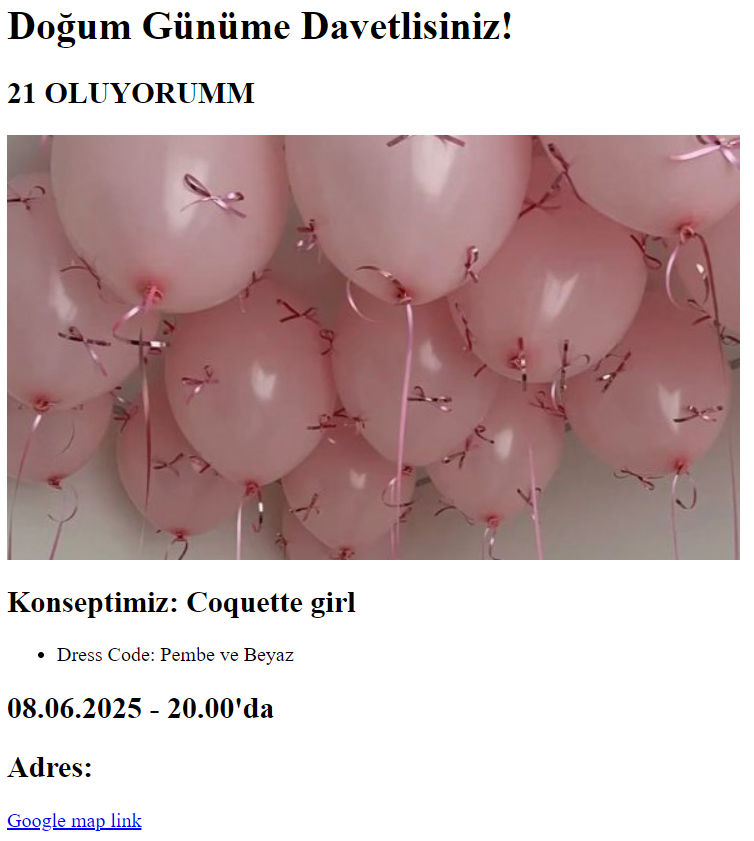 Doğum Günüme Davetlisiniz!
21 OLUYORUMM
Konseptimiz: Coquette girl
• Dress Code: Pembe ve Beyaz
08.06.2025 - 20.00'da
Adres:
Google map link